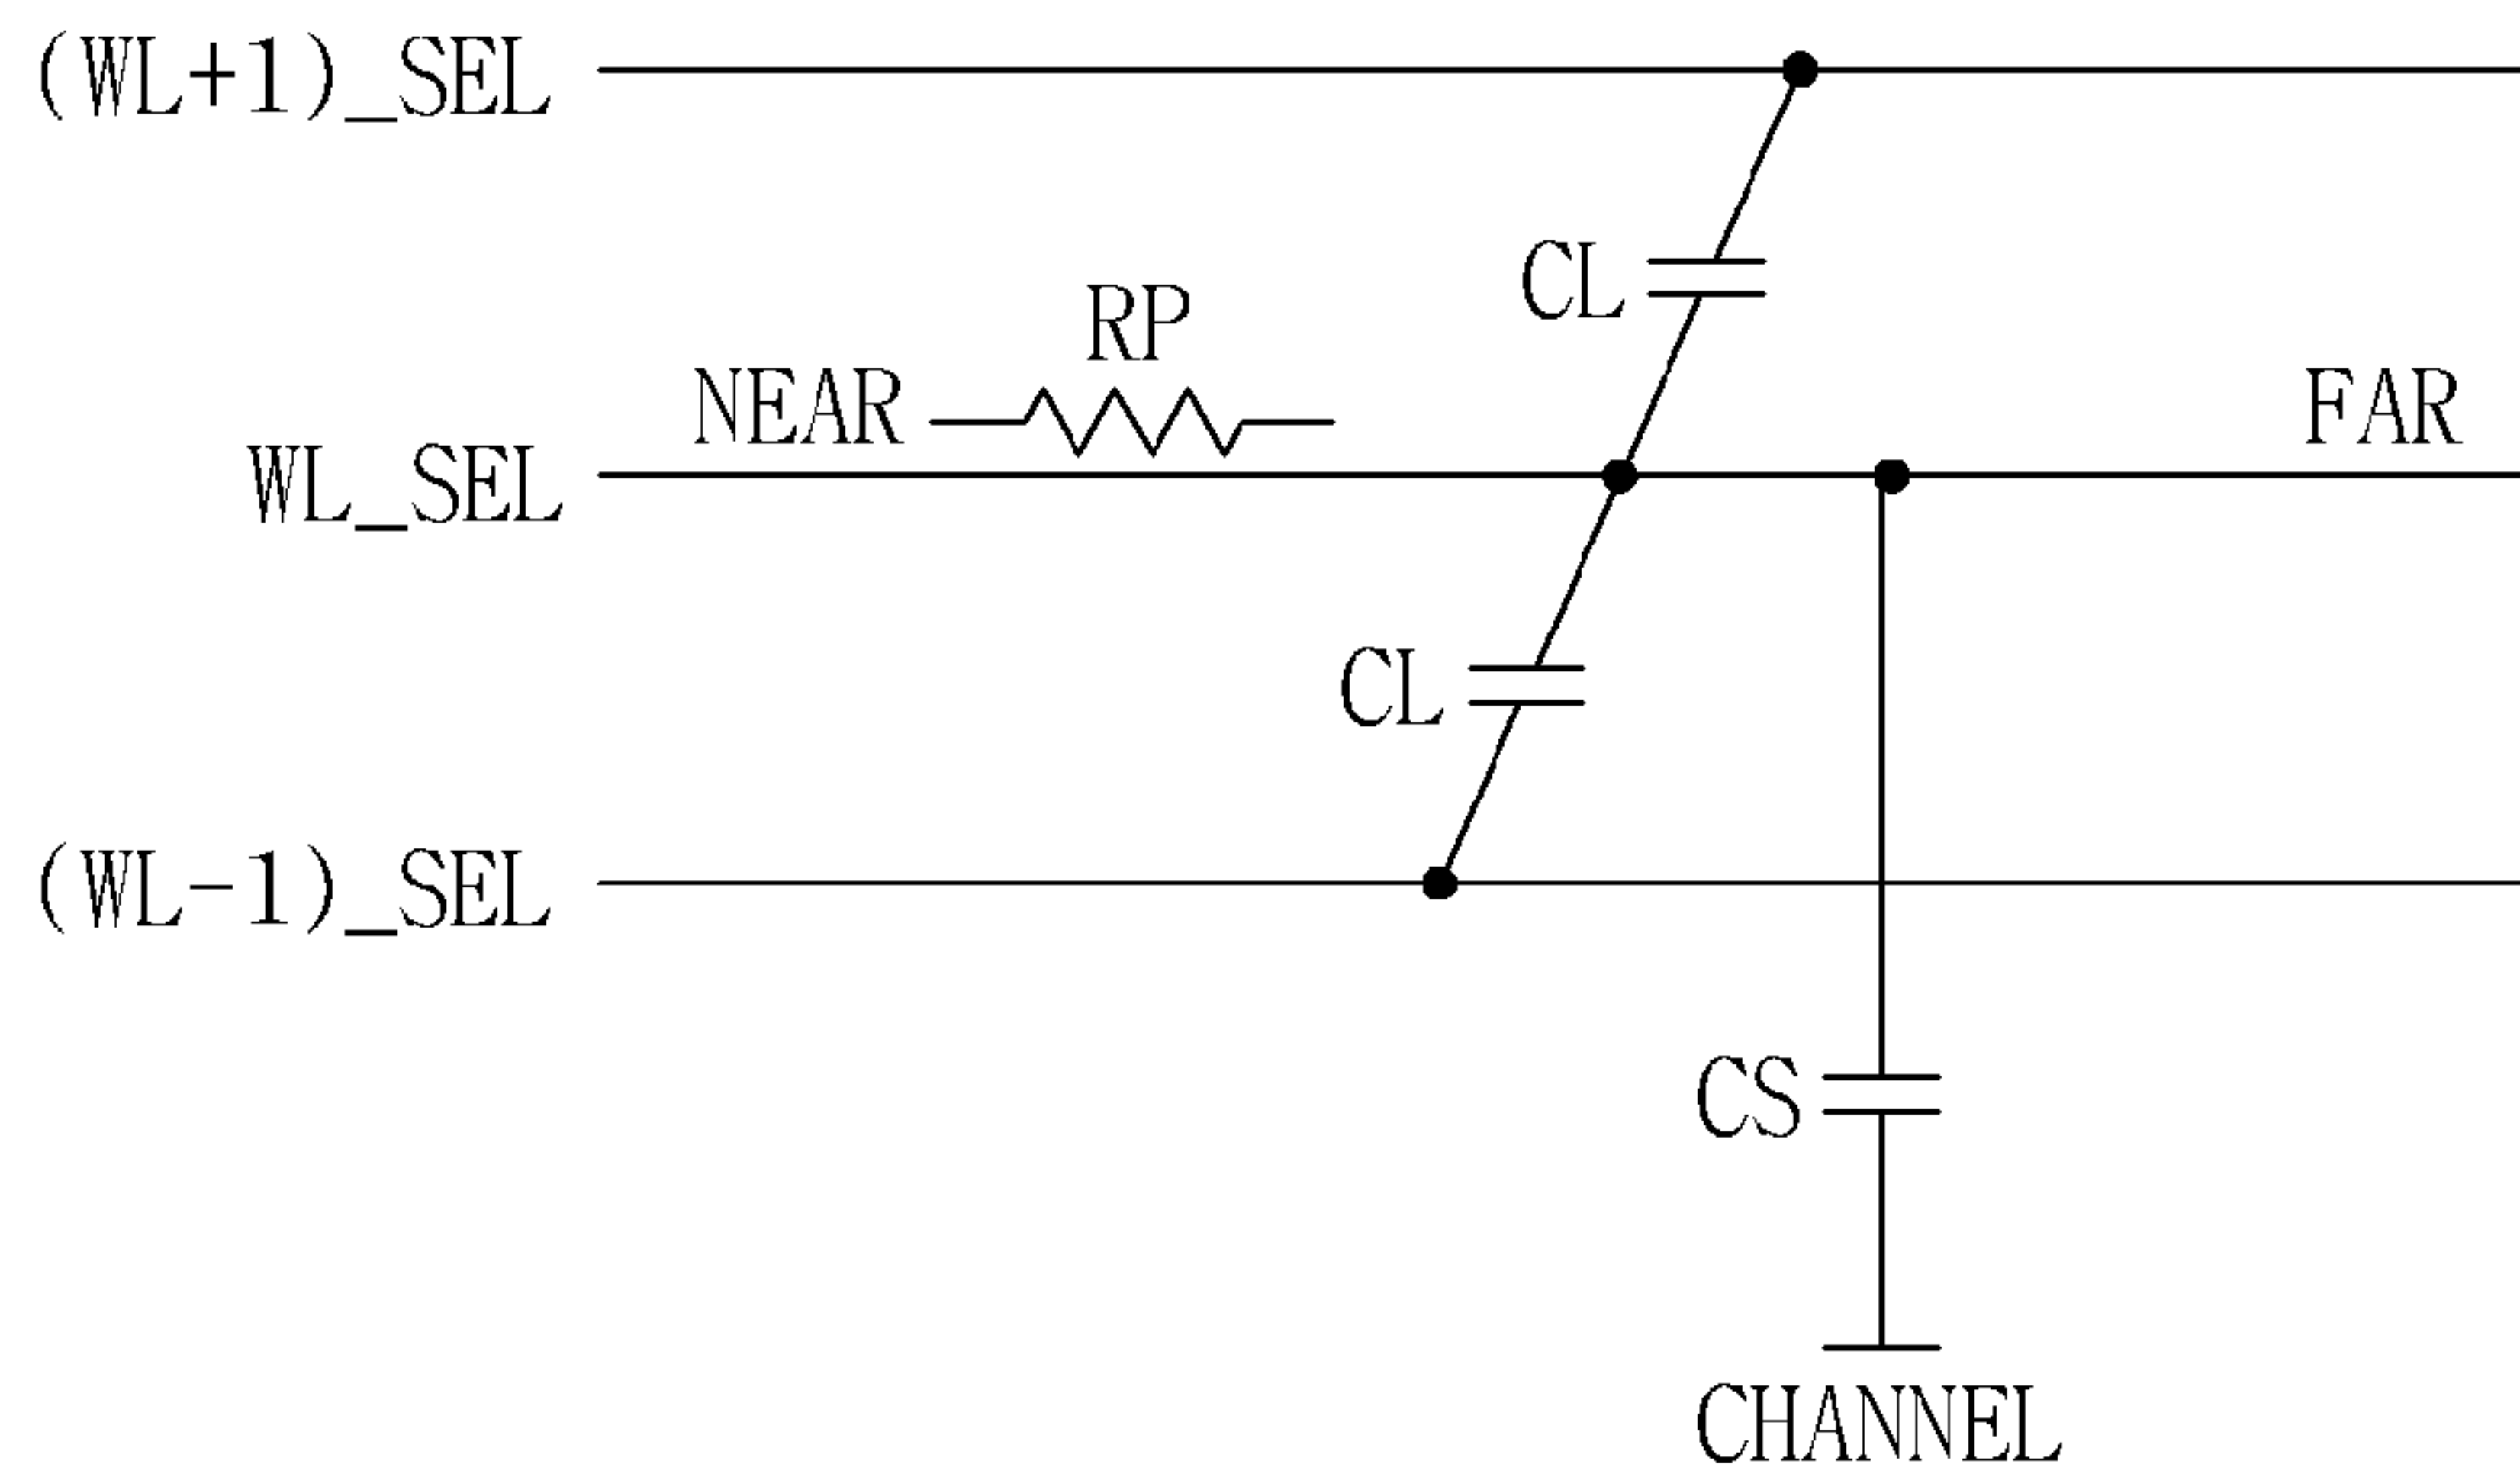 (WL+1)_SEL
CL
RP
NEAR
FAR
WL_SEL
CL
(WL-1)_SEL
CS
CHANNEL